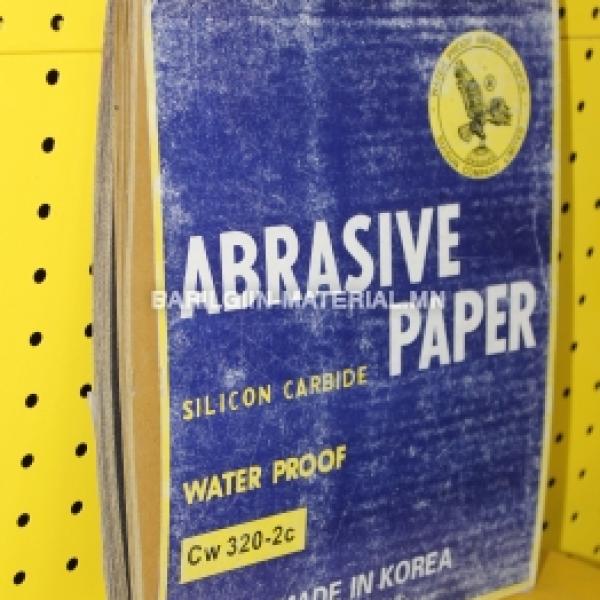 ABRASIVE
BARILGIIN-MATERIAL.MN
PAPER
SILICON CARBIDE
WATER PROOF
Cw 320-2c
MADE IN KOREA